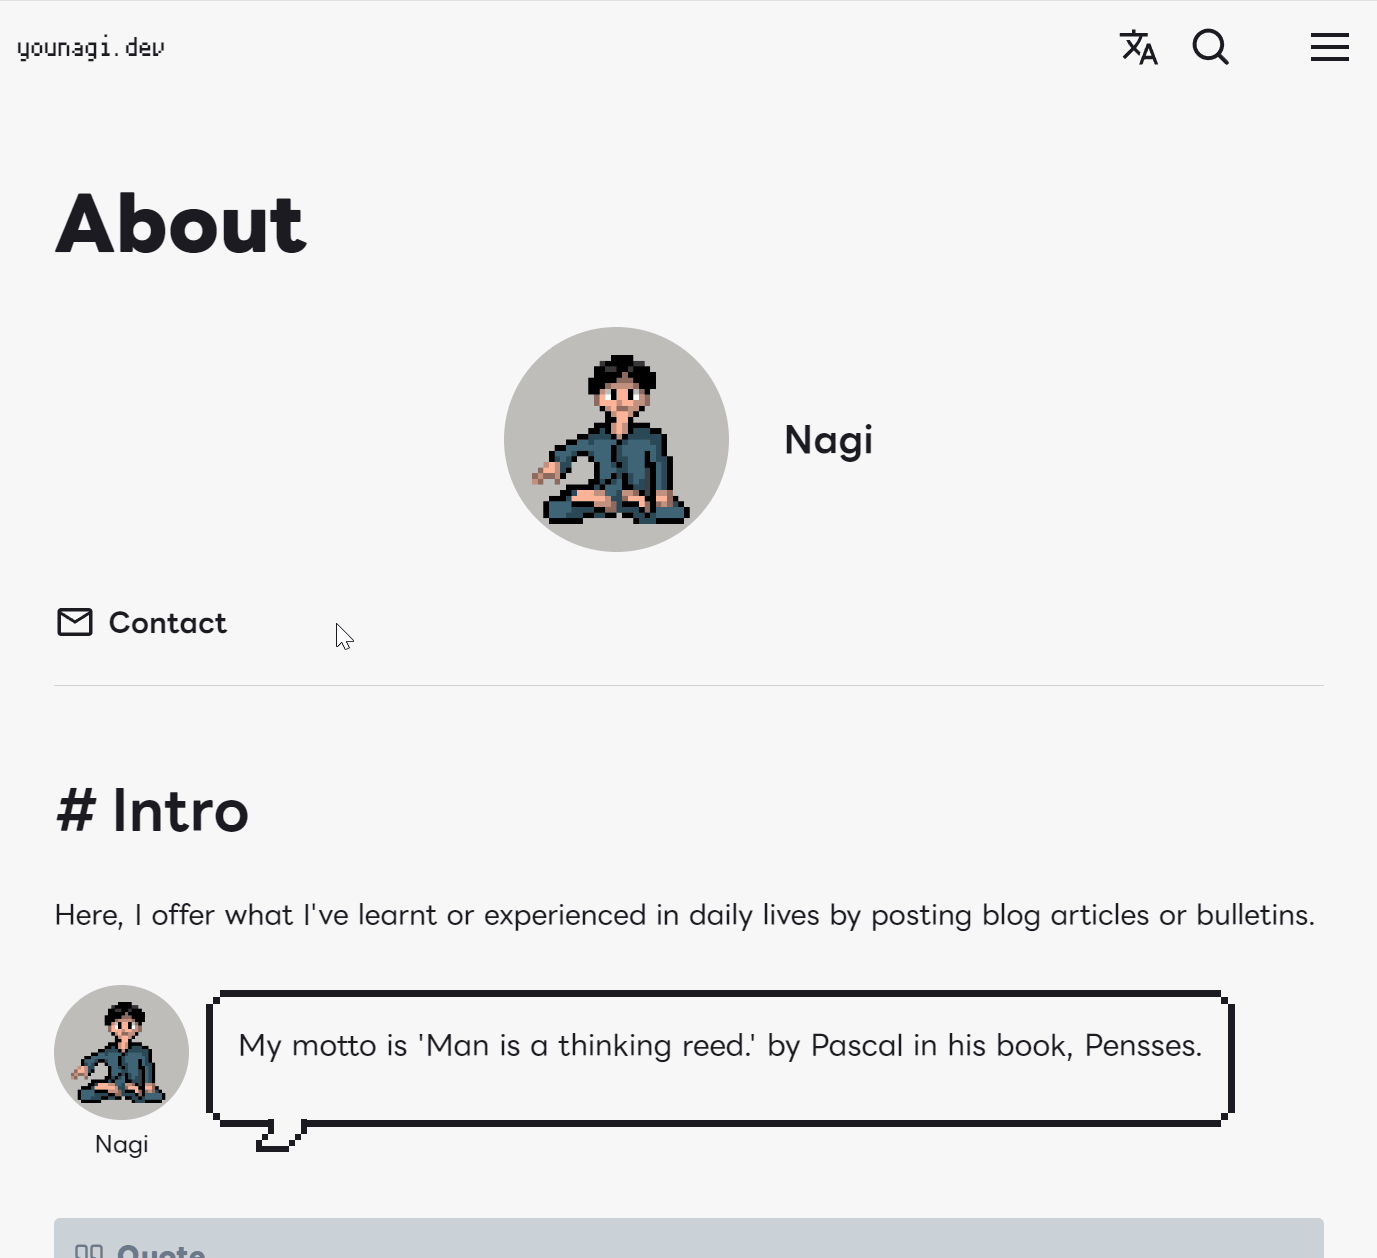 younagi.dev
About
Nagi
Contact
# Intro
Here, I offer what I've learnt or experienced in daily lives by posting blog articles or bulletins.
My motto is 'Man is a thinking reed.' by Pascal in his book, Pensses.
Nagi
Quote